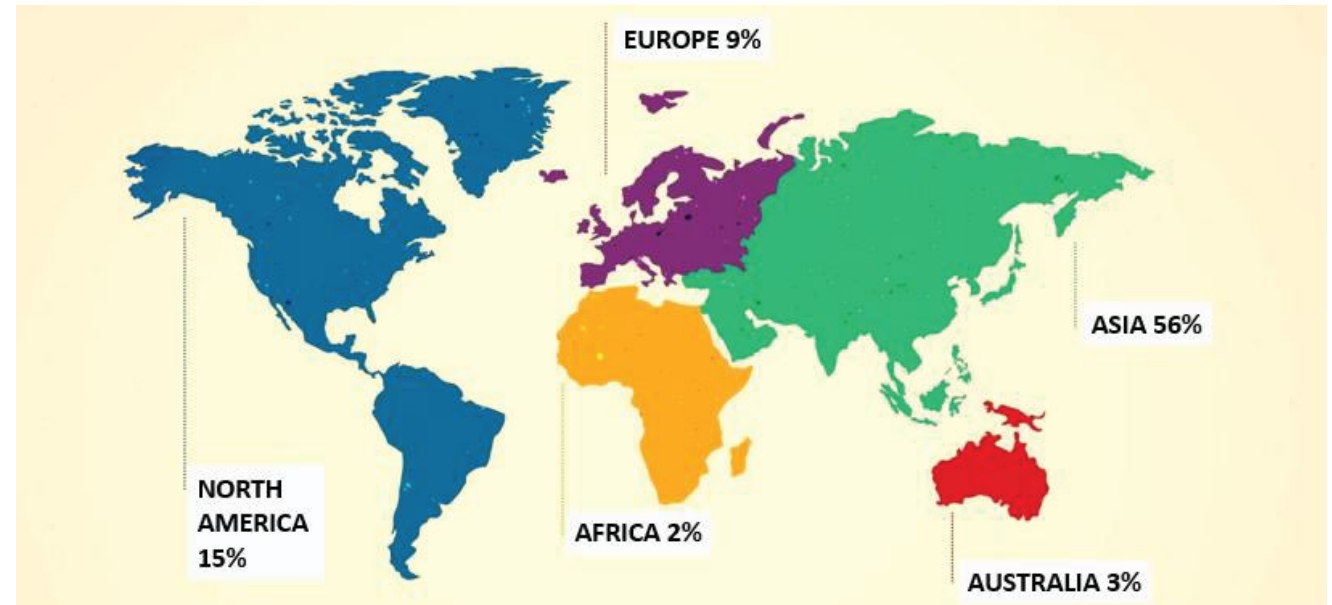 EUROPE 9%
ASIA 56%
NORTH
AMERICA
15%
AFRICA 2%
AUSTRALIA 3%